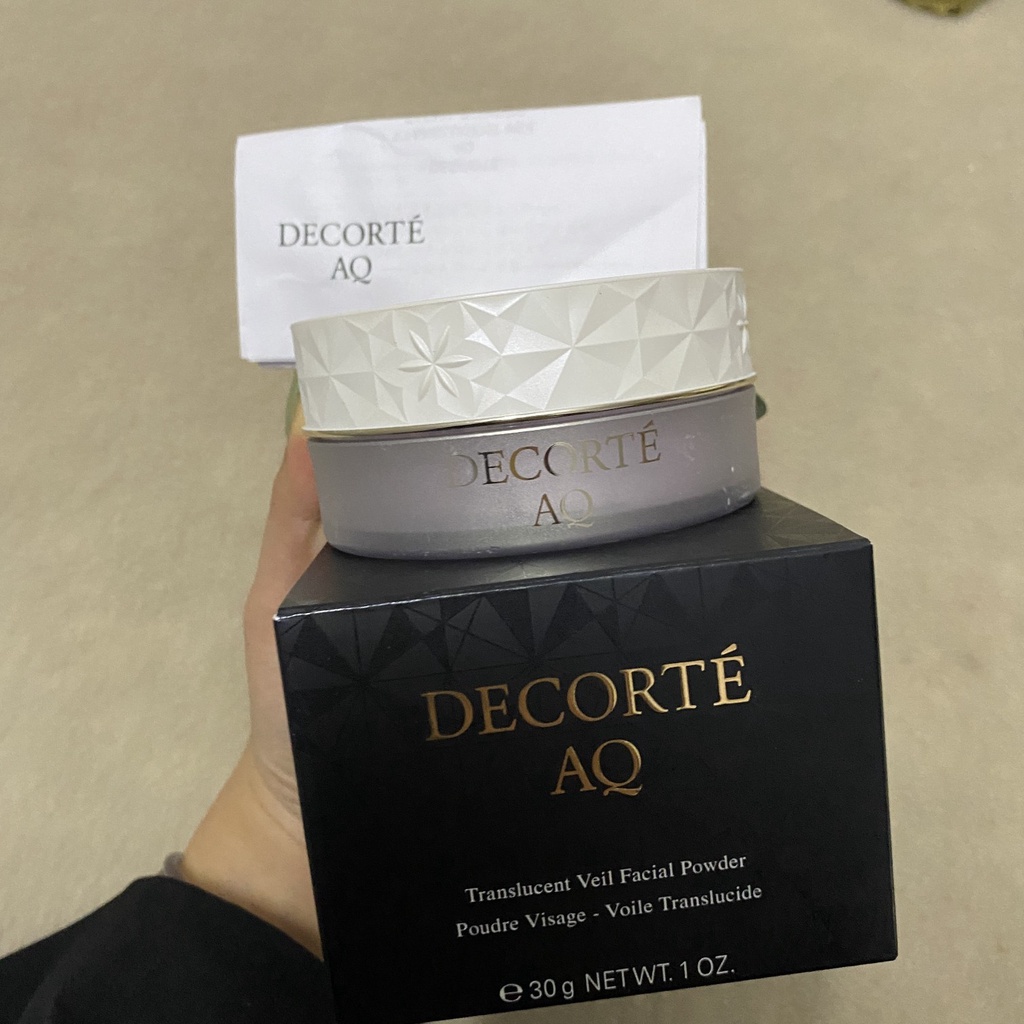 DECORTÉ
AQ
DECORTÉ
AQ
DECORTÉ
AQ
Translucent Veil Facial Powder
Poudre Visage - Voile Translucide
℮ 30 g NET WT. 1 OZ.